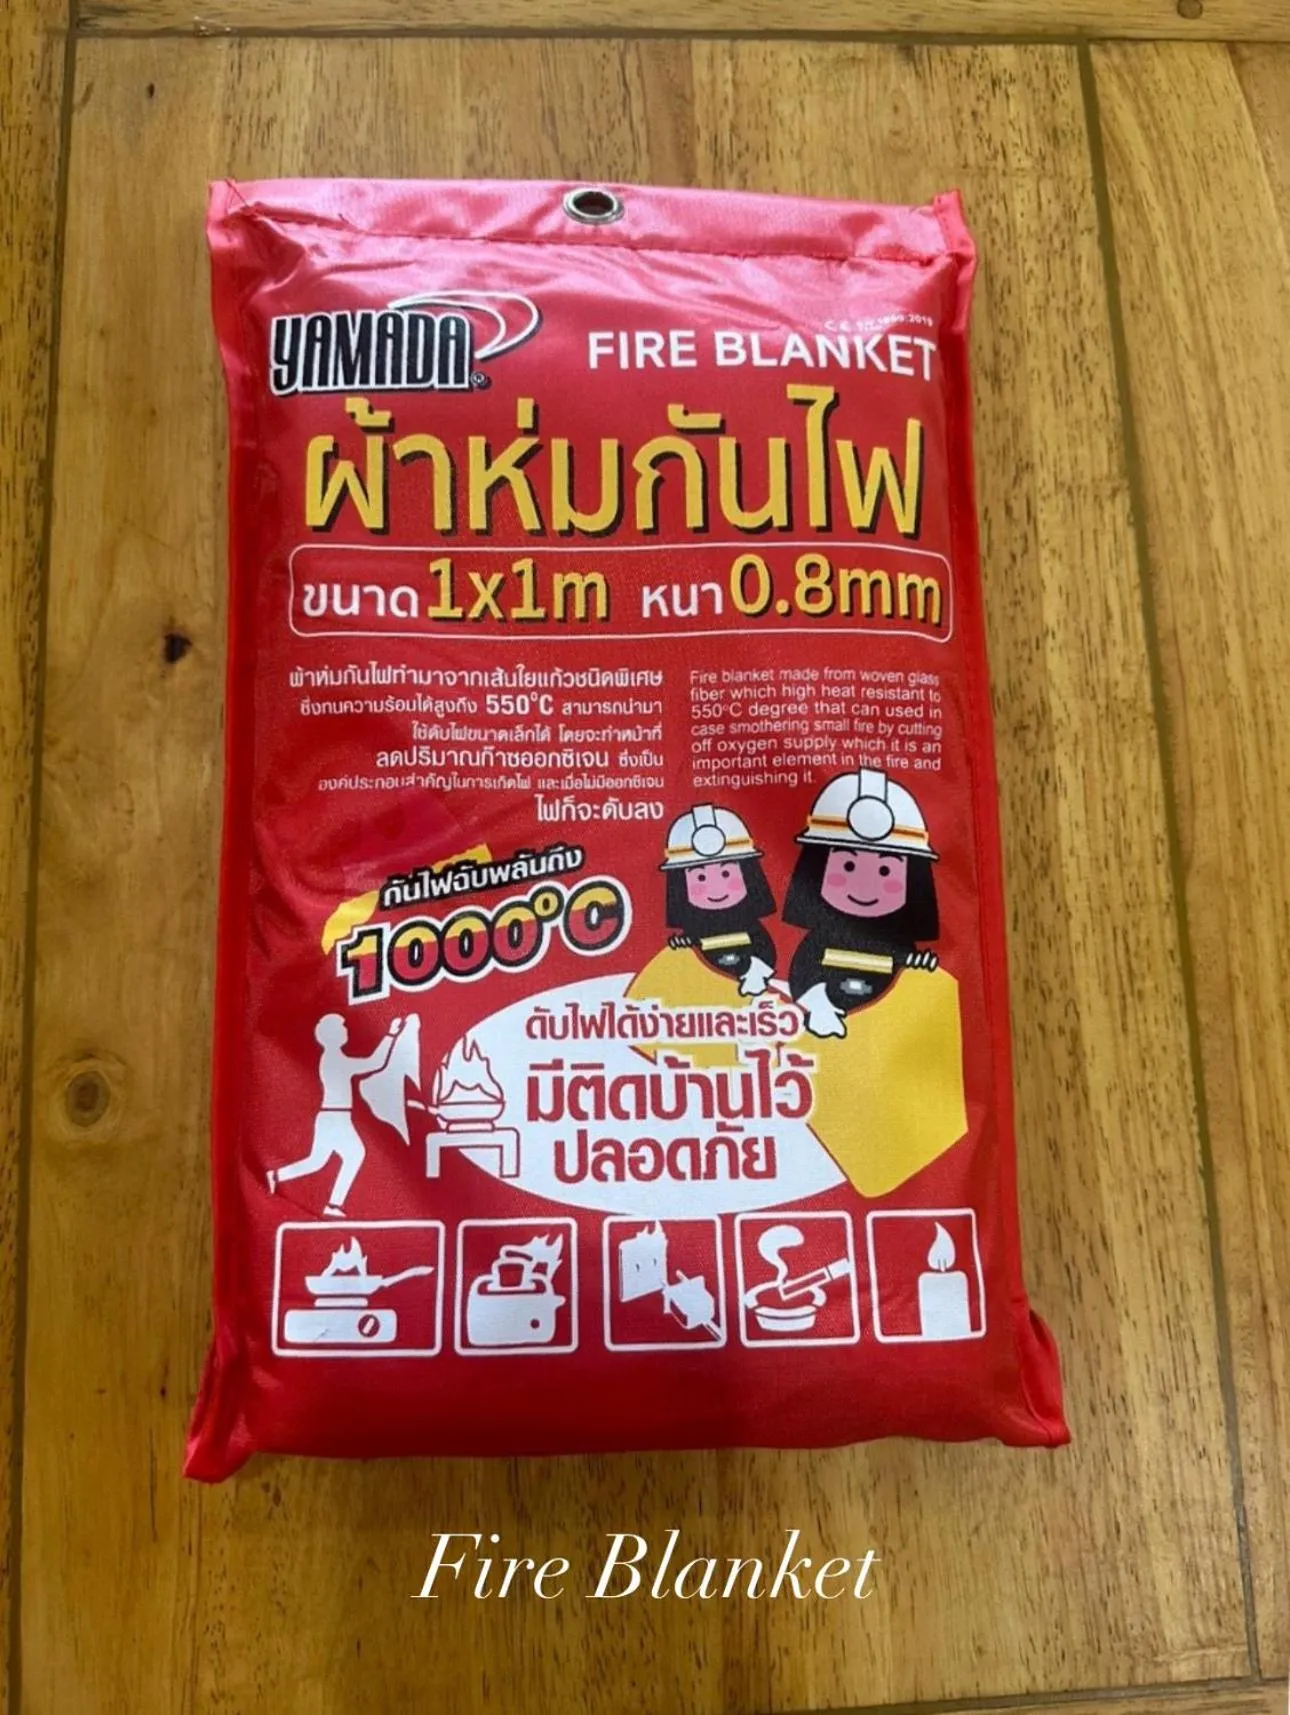 YAMADA
FIRE BLANKET
ผ้าห่มกันไฟ
ขนาด 1x1m หนา 0.8mm
ผ้าห่มกันไฟทำมาจากเส้นใยแก้วชนิดพิเศษ
ซึ่งทนความร้อนได้สูงถึง 550°C สามารถนำมา
ใช้ดับไฟขนาดเล็กได้ โดยจะทำหน้าที่
ลดปริมาณก๊าซออกซิเจน ซึ่งเป็น
องค์ประกอบสำคัญในการเกิดไฟ และเมื่อไม่มีออกซิเจน
ไฟก็จะดับลง
Fire blanket made from woven glass
fiber which high heat resistant to
550°C degree that can used in
case smothering small fire by cutting
off oxygen supply which it is an
important element in the fire and
extinguishing it.
กันไฟฉับพลันถึง
1000°C
ดับไฟได้ง่ายและเร็ว
มีติดบ้านไว้
ปลอดภัย
Fire Blanket